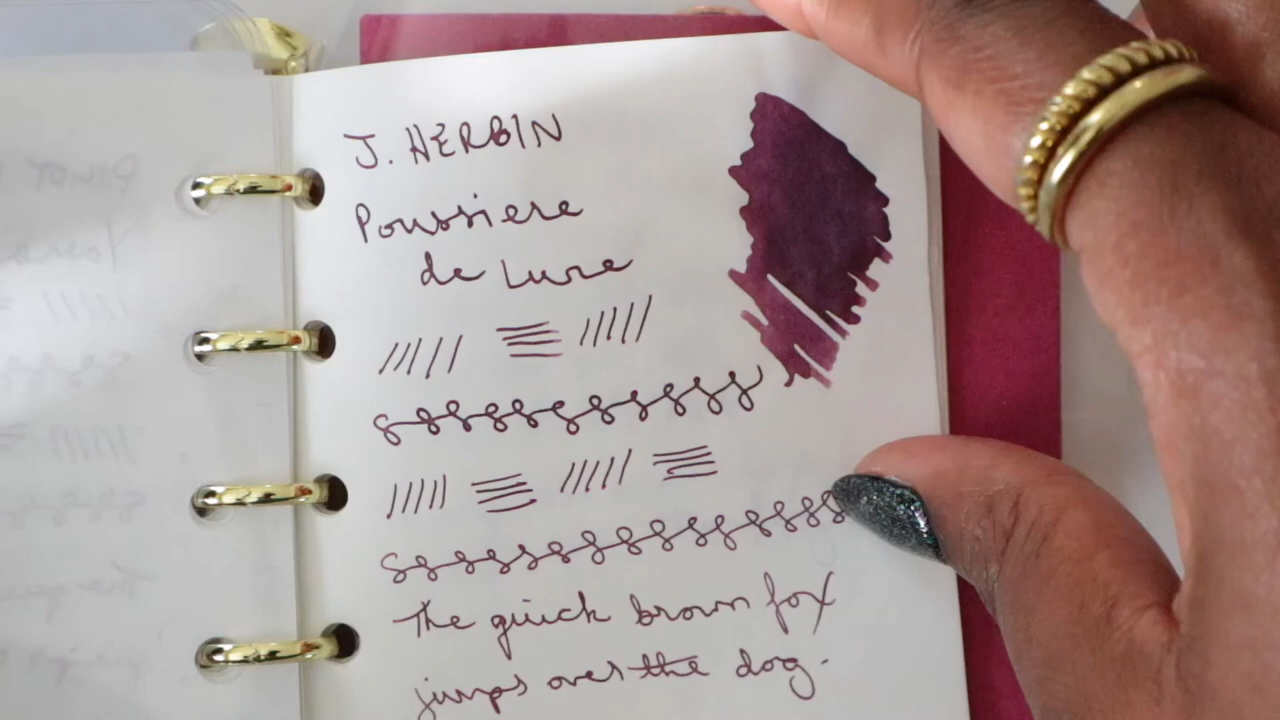 J. HERBIN
Poussiere
de Lune
The quick brown fox
jumps over the dog.